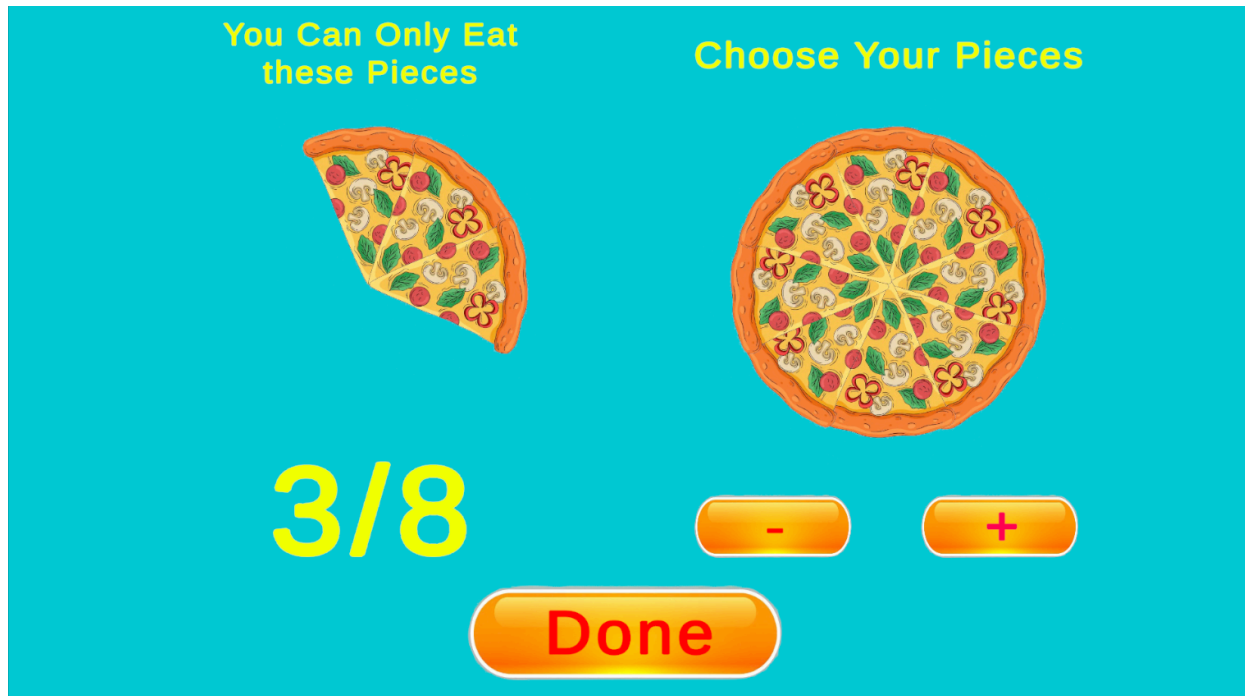 You Can Only Eat
these Pieces
Choose Your Pieces
3/8
-
+
Done